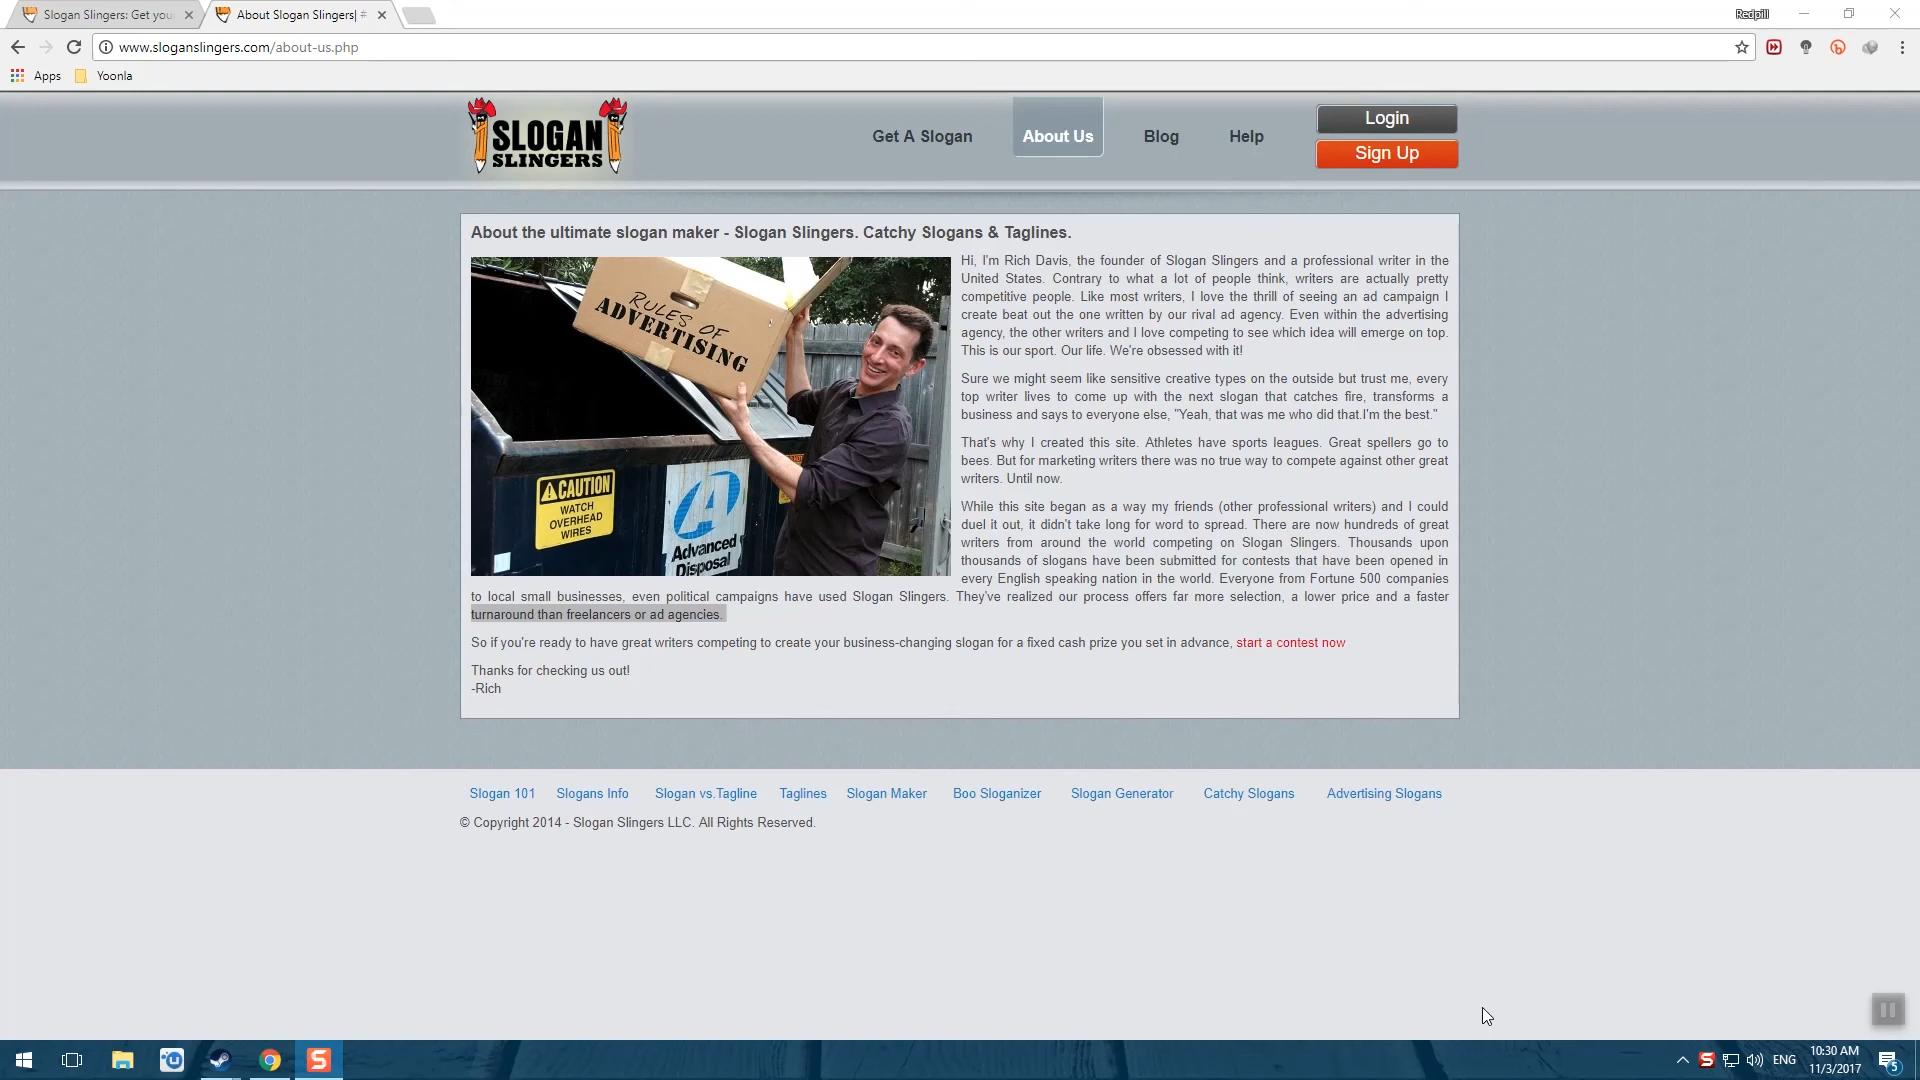 Slogan Slingers: Get you
About Slogan Slingers| #
Redpill
www.sloganslingers.com/about-us.php
Apps
Yoonla
SLOGAN
SLINGERS
Get A Slogan
About Us
Blog
Help
Login
Sign Up
About the ultimate slogan maker - Slogan Slingers. Catchy Slogans & Taglines.
RULES OF
ADVERTISING
CAUTION
WATCH
OVERHEAD
WIRES
Advanced
Disposal
Hi, I'm Rich Davis, the founder of Slogan Slingers and a professional writer in the
United States. Contrary to what a lot of people think, writers are actually pretty
competitive people. Like most writers, I love the thrill of seeing an ad campaign I
create beat out the one written by our rival ad agency. Even within the advertising
agency, the other writers and I love competing to see which idea will emerge on top.
This is our sport. Our life. We're obsessed with it!
Sure we might seem like sensitive creative types on the outside but trust me, every
top writer lives to come up with the next slogan that catches fire, transforms a
business and says to everyone else, "Yeah, that was me who did that.I'm the best."
That's why I created this site. Athletes have sports leagues. Great spellers go to
bees. But for marketing writers there was no true way to compete against other great
writers. Until now.
While this site began as a way my friends (other professional writers) and I could
duel it out, it didn't take long for word to spread. There are now hundreds of great
writers from around the world competing on Slogan Slingers. Thousands upon
thousands of slogans have been submitted for contests that have been opened in
every English speaking nation in the world. Everyone from Fortune 500 companies
to local small businesses, even political campaigns have used Slogan Slingers. They've realized our process offers far more selection, a lower price and a faster
turnaround than freelancers or ad agencies.
So if you're ready to have great writers competing to create your business-changing slogan for a fixed cash prize you set in advance, start a contest now
Thanks for checking us out!
-Rich
Slogan 101
Slogans Info
Slogan vs.Tagline
Taglines
Slogan Maker
Boo Sloganizer
Slogan Generator
Catchy Slogans
Advertising Slogans
© Copyright 2014 - Slogan Slingers LLC. All Rights Reserved.
ENG
10:30 AM
11/3/2017
5